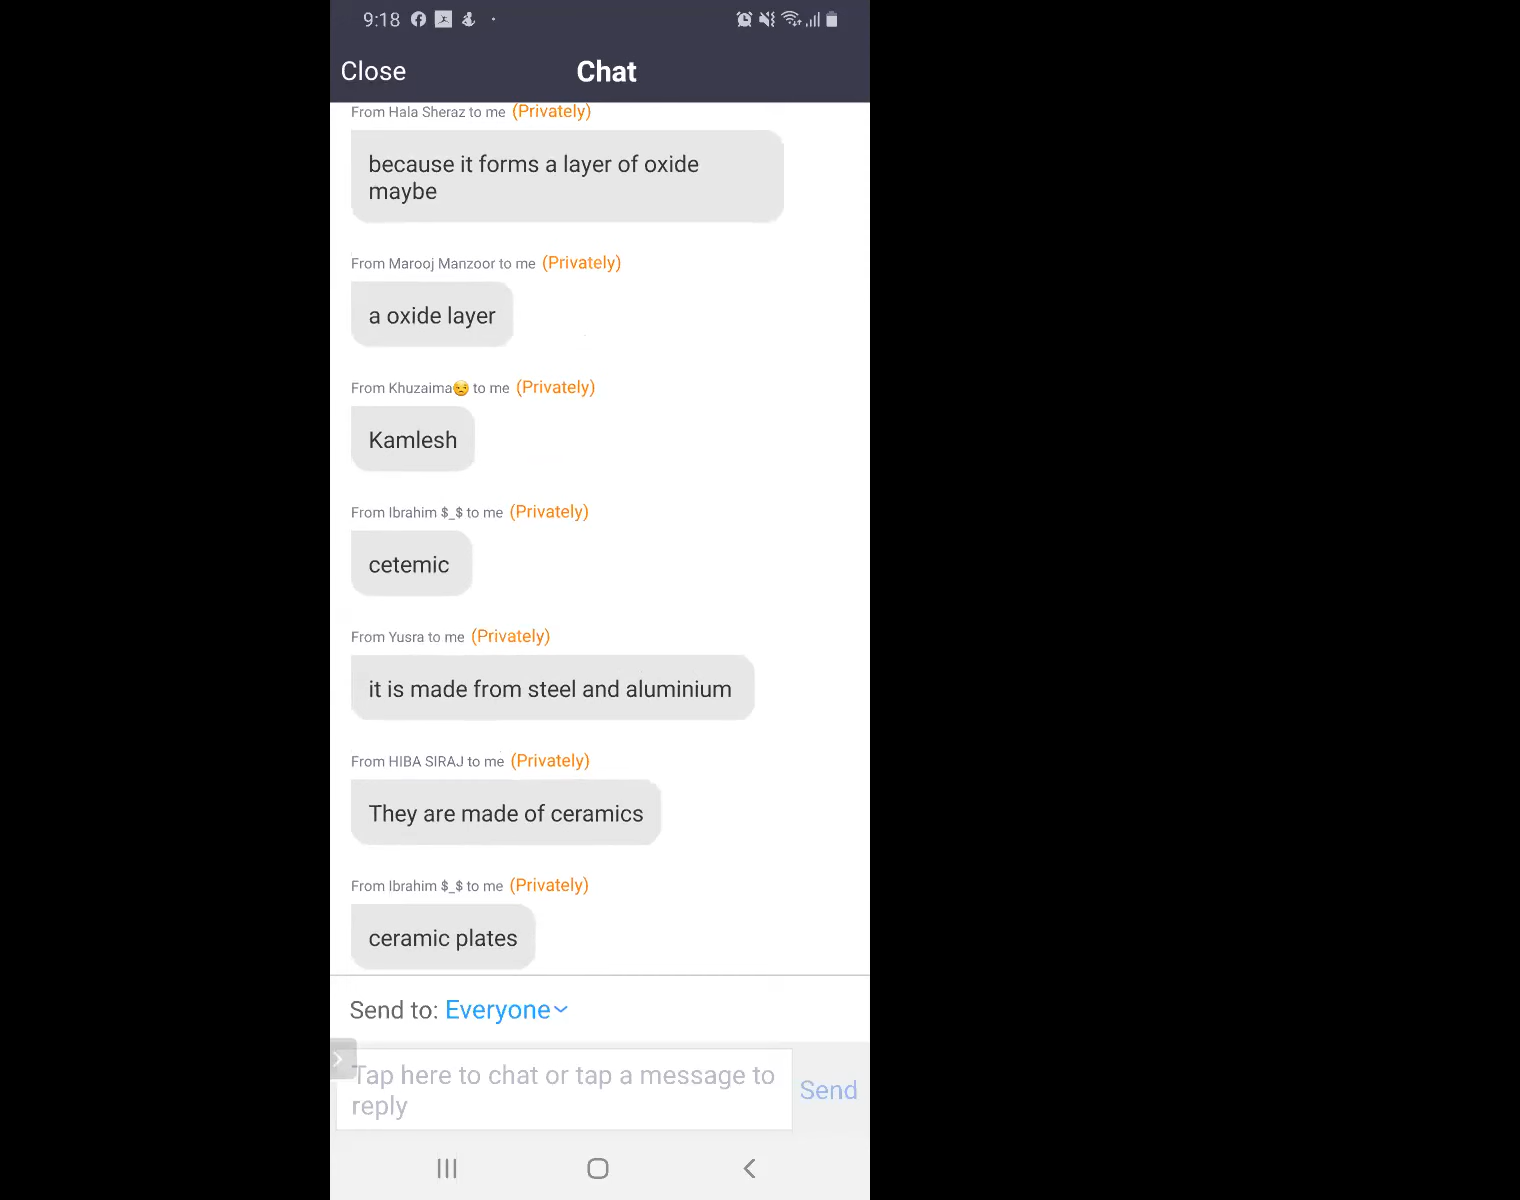 9:18
Close
Chat
From Hala Sheraz to me (Privately)
because it forms a layer of oxide
maybe
From Marooj Manzoor to me (Privately)
a oxide layer
From Khuzaima😒 to me (Privately)
Kamlesh
From Ibrahim $_$ to me (Privately)
cetemic
From Yusra to me (Privately)
it is made from steel and aluminium
From HIBA SIRAJ to me (Privately)
They are made of ceramics
From Ibrahim $_$ to me (Privately)
ceramic plates
Send to: Everyone
Tap here to chat or tap a message to
reply
Send